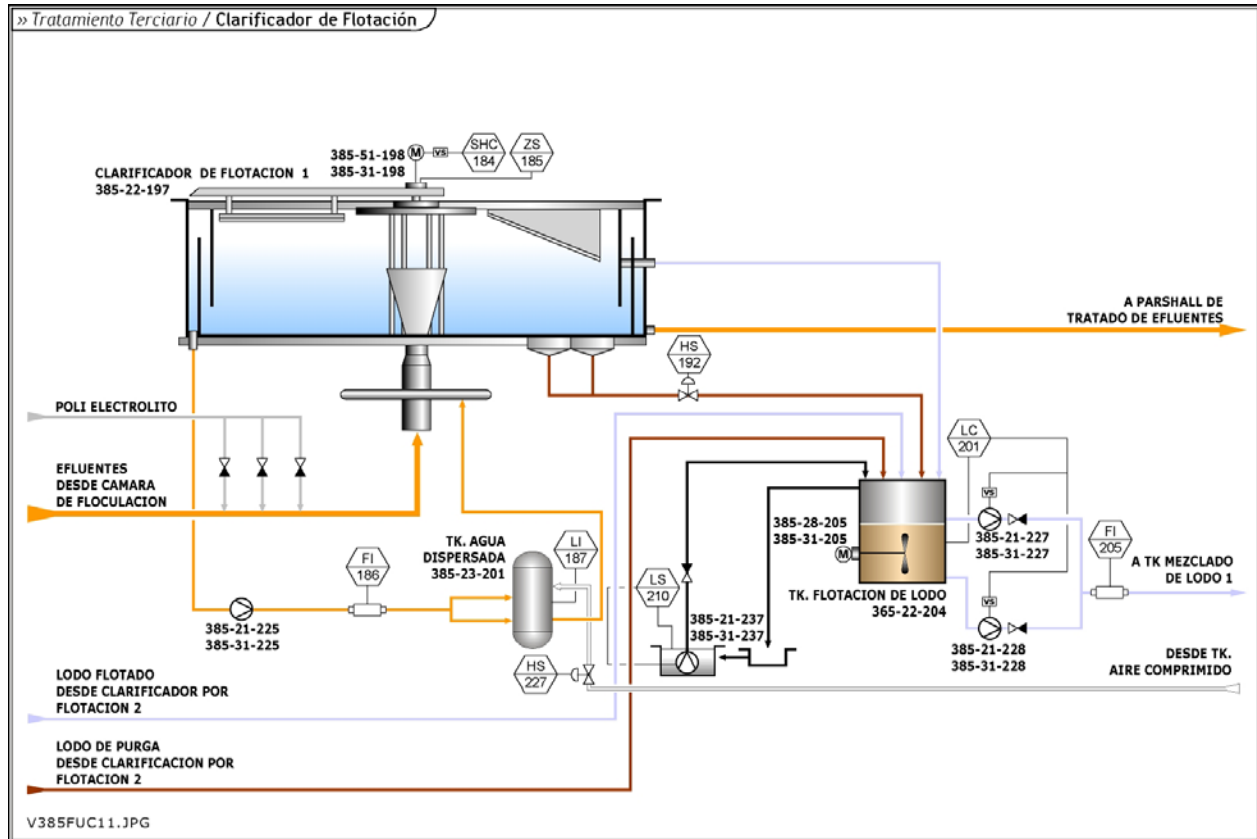 » Tratamiento Terciario / Clarificador de Flotación
385-51-198
385-31-198
M
VS
SHC
184
ZS
185
CLARIFICADOR DE FLOTACION 1
385-22-197
A PARSHALL DE
TRATADO DE EFLUENTES
HS
192
POLI ELECTROLITO
EFLUENTES
DESDE CAMARA
DE FLOCULACION
LC
201
VS
385-28-205
385-31-205
M
385-21-227
385-31-227
FI
205
TK. AGUA
DISPERSADA
385-23-201
LI
187
FI
186
A TK MEZCLADO
DE LODO 1
LS
210
TK. FLOTACION DE LODO
365-22-204
VS
385-21-225
385-31-225
385-21-237
385-31-237
385-21-228
385-31-228
HS
227
DESDE TK.
AIRE COMPRIMIDO
LODO FLOTADO
DESDE CLARIFICADOR POR
FLOTACION 2
LODO DE PURGA
DESDE CLARIFICACION POR
FLOTACION 2
V385FUC11.JPG